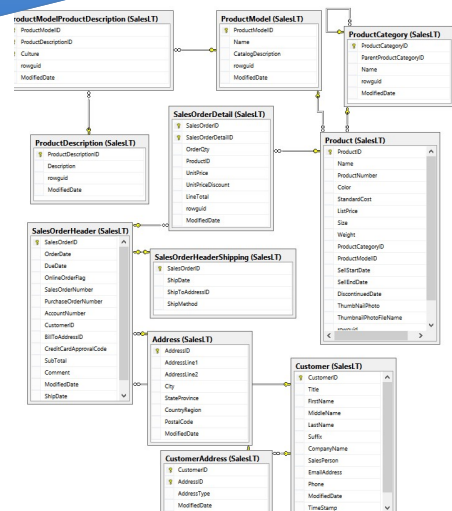 ProductModelProductDescription (SalesLT)
ProductModelID
ProductDescriptionID
Culture
rowguid
ModifiedDate
ProductModel (SalesLT)
ProductModelID
Name
CatalogDescription
rowguid
ModifiedDate
ProductCategory (SalesLT)
ProductCategoryID
ParentProductCategoryID
Name
rowguid
ModifiedDate
SalesOrderDetail (SalesLT)
SalesOrderID
SalesOrderDetailID
OrderQty
ProductID
UnitPrice
UnitPriceDiscount
LineTotal
rowguid
ModifiedDate
ProductDescription (SalesLT)
ProductDescriptionID
Description
rowguid
ModifiedDate
Product (SalesLT)
ProductID
Name
ProductNumber
Color
StandardCost
ListPrice
Size
Weight
ProductCategoryID
ProductModelID
SellStartDate
SellEndDate
DiscontinuedDate
ThumbNailPhoto
ThumbnailPhotoFileName
rowguid
SalesOrderHeader (SalesLT)
SalesOrderID
OrderDate
DueDate
OnlineOrderFlag
SalesOrderNumber
PurchaseOrderNumber
AccountNumber
CustomerID
BillToAddressID
CreditCardApprovalCode
SubTotal
Comment
ModifiedDate
ShipDate
SalesOrderHeaderShipping (SalesLT)
SalesOrderID
ShipDate
ShipToAddressID
ShipMethod
Address (SalesLT)
AddressID
AddressLine1
AddressLine2
City
StateProvince
CountryRegion
PostalCode
ModifiedDate
Customer (SalesLT)
CustomerID
Title
FirstName
MiddleName
LastName
Suffix
CompanyName
SalesPerson
EmailAddress
Phone
ModifiedDate
TimeStamp
CustomerAddress (SalesLT)
CustomerID
AddressID
AddressType
ModifiedDate